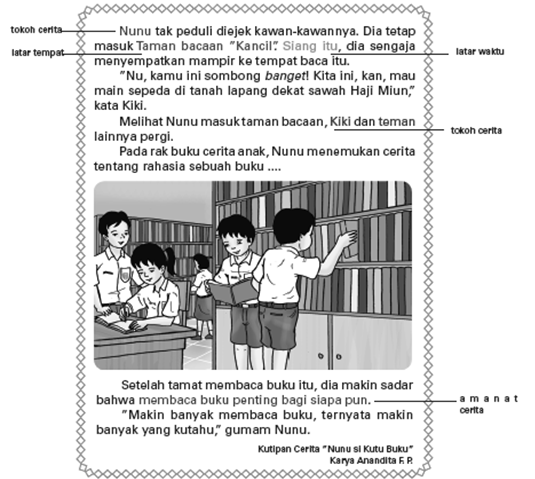 tokoh cerita
Nunu tak peduli diejek kawan-kawannya. Dia tetap
latar tempat
masuk Taman bacaan "Kancil". Siang itu, dia sengaja
latar waktu
menyempatkan mampir ke tempat baca itu.
"Nu, kamu ini sombong banget! Kita ini, kan, mau
main sepeda di tanah lapang dekat sawah Haji Miun,"
kata Kiki.
Melihat Nunu masuk taman bacaan, Kiki dan teman
tokoh cerita
lainnya pergi.
Pada rak buku cerita anak, Nunu menemukan cerita
tentang rahasia sebuah buku ....
Setelah tamat membaca buku itu, dia makin sadar
bahwa membaca buku penting bagi siapa pun.
a m a n a t
cerita
"Makin banyak membaca buku, ternyata makin
banyak yang kutahu," gumam Nunu.
Kutipan Cerita "Nunu si Kutu Buku"
Karya Anandita F. P.